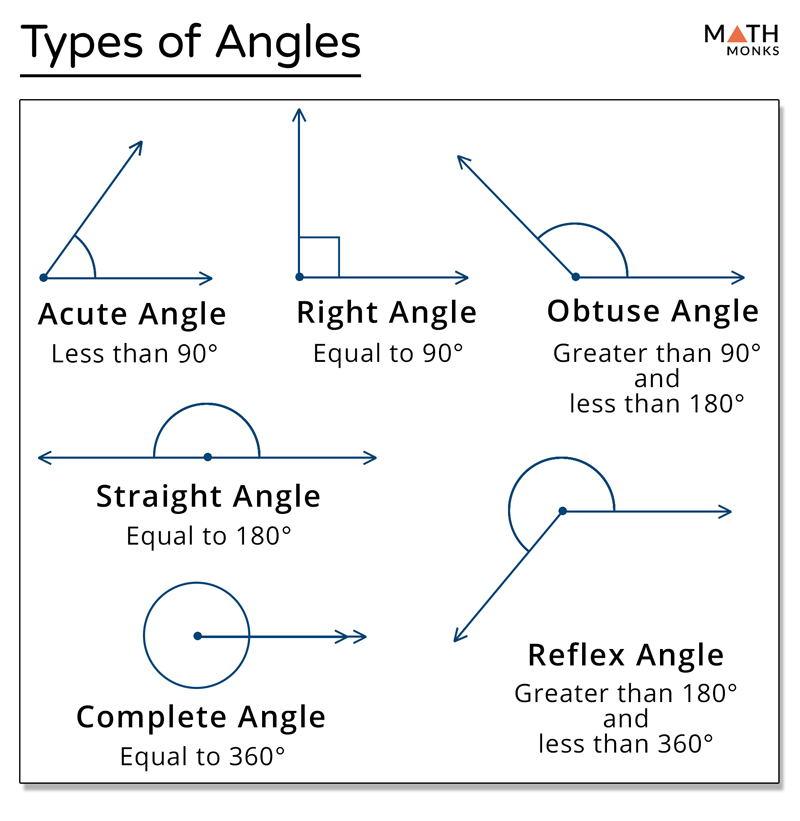 Types of Angles
MATH
MONKS
Acute Angle
Less than 90°
Right Angle
Equal to 90°
Obtuse Angle
Greater than 90°
and
less than 180°
Straight Angle
Equal to 180°
Complete Angle
Equal to 360°
Reflex Angle
Greater than 180°
and
less than 360°